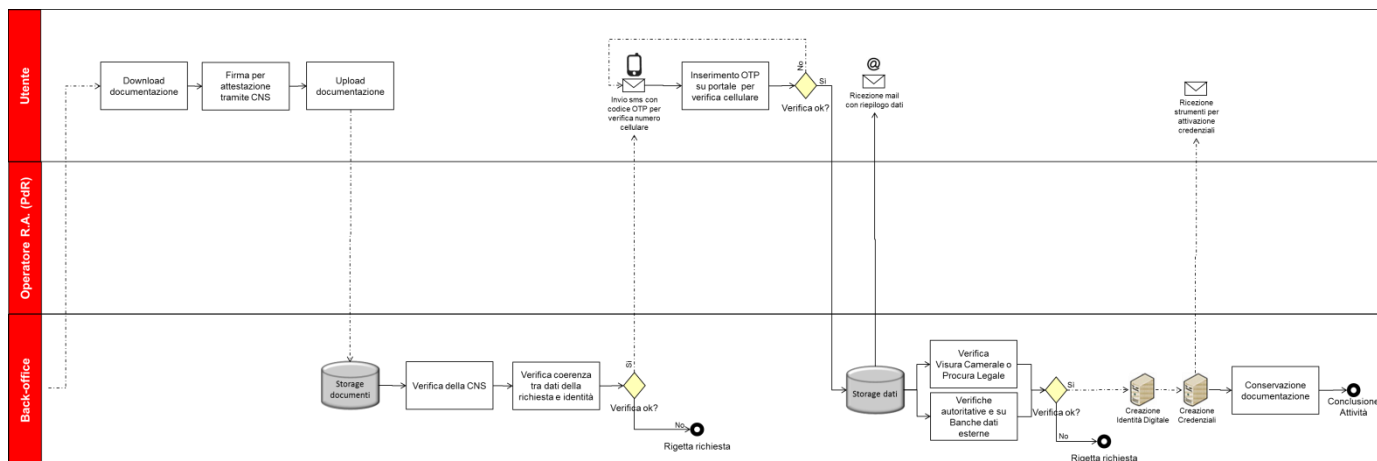 Utente
Download
documentazione
Firma per
attestazione
tramite CNS
Upload
documentazione
Invio sms con
codice OTP per
verifica numero
cellulare
Inserimento OTP
su portale per
verifica cellulare
No
Si
Verifica ok?
@
Ricezione mail
con riepilogo dati
Ricezione
strumenti per
attivazione
credenziali
Operatore R.A. (PdR)
Back-office
Storage
documenti
Verifica della CNS
Verifica coerenza
tra dati della
richiesta e identità
Si
Verifica ok?
No
Rigetta richiesta
Storage dati
Verifica
Visura Camerale o
Procura Legale
Verifiche
autoritative e su
Banche dati
esterne
Si
Verifica ok?
No
Rigetta richiesta
Creazione
Identità Digitale
Creazione
Credenziali
Conservazione
documentazione
Conclusione
Attività